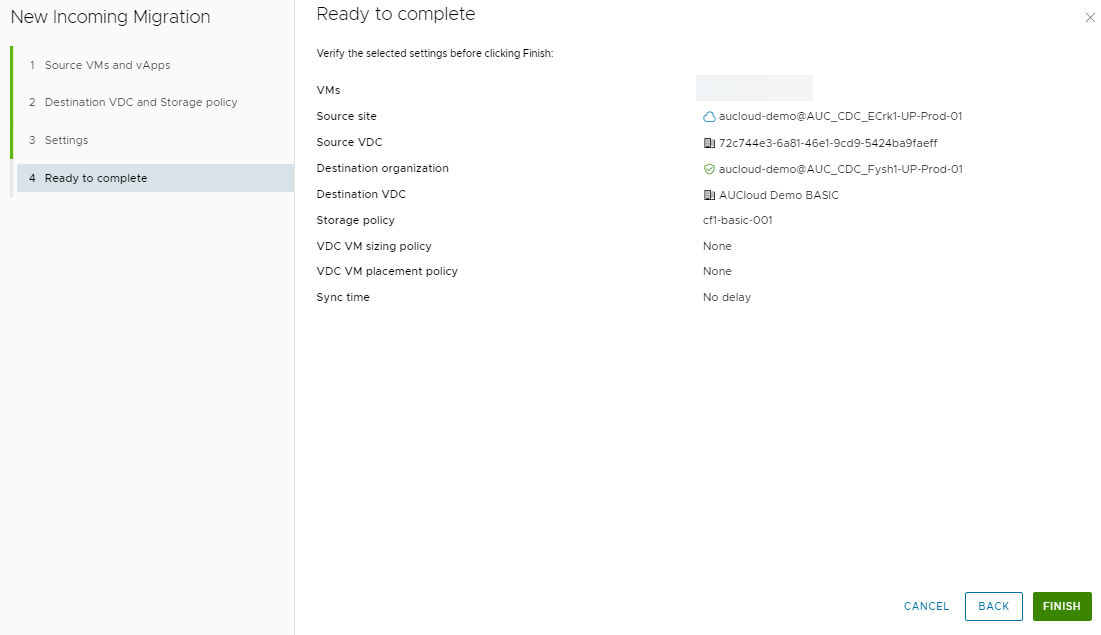 New Incoming Migration
1 Source VMs and vApps
2 Destination VDC and Storage policy
3 Settings
4 Ready to complete
Ready to complete
Verify the selected settings before clicking Finish:
VMs
Source site aucloud-demo@AUC_CDC_ECrk1-UP-Prod-01
Source VDC 72c744e3-6a81-46e1-9cd9-5424ba9faeff
Destination organization aucloud-demo@AUC_CDC_Fysh1-UP-Prod-01
Destination VDC AUCloud Demo BASIC
Storage policy cf1-basic-001
VDC VM sizing policy None
VDC VM placement policy None
Sync time No delay
CANCEL BACK FINISH